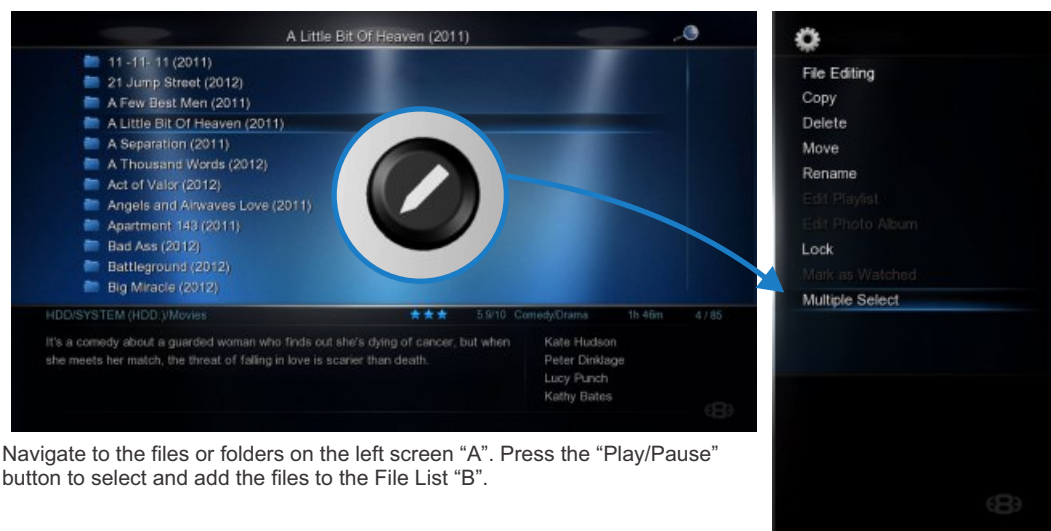 A Little Bit Of Heaven (2011)
11 -11- 11 (2011)
21 Jump Street (2012)
A Few Best Men (2011)
A Little Bit Of Heaven (2011)
A Separation (2011)
A Thousand Words (2012)
Act of Valor (2012)
Angels and Airwaves Love (2011)
Apartment 143 (2011)
Bad Ass (2012)
Battleground (2012)
Big Miracle (2012)
HDD/SYSTEM (HDD:)/Movies 5.9/10 Comedy/Drama 1h 46m 4 / 85
It's a comedy about a guarded woman who finds out she's dying of cancer, but when
she meets her match, the threat of falling in love is scarier than death.
Kate Hudson
Peter Dinklage
Lucy Punch
Kathy Bates
File Editing
Copy
Delete
Move
Rename
Edit Playlist
Edit Photo Album
Lock
Mark as Watched
Multiple Select
Navigate to the files or folders on the left screen “A”. Press the “Play/Pause”
button to select and add the files to the File List “B”.